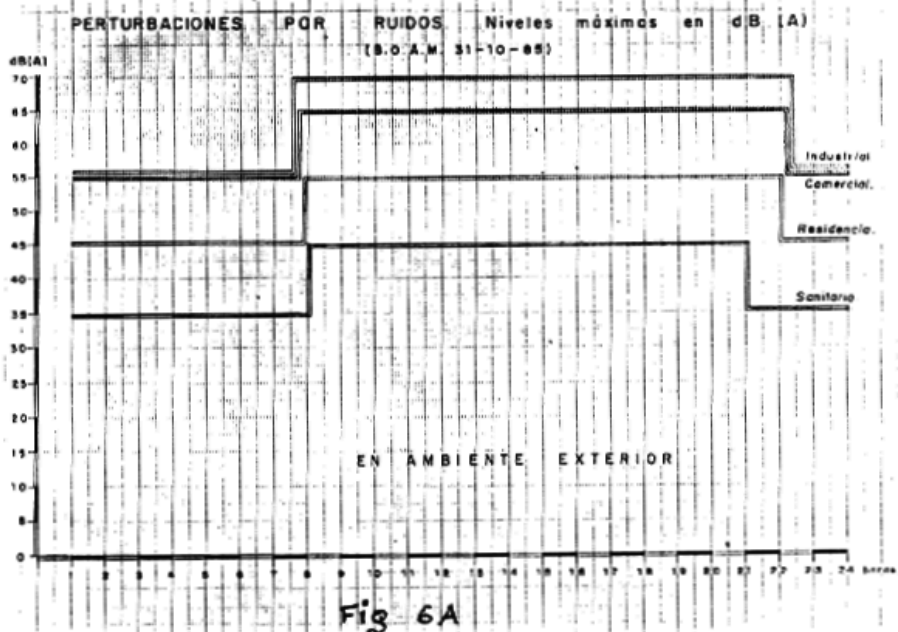 PERTURBACIONES POR RUIDOS Niveles máximos en dB (A)
(B.O.A.M. 31-10-85)
dB(A)
70
65
60
55
50
45
40
35
30
25
20
15
10
5
0
Industrial
Comercial.
Residencia.
Sanitario
EN AMBIENTE EXTERIOR
1 2 3 4 5 6 7 8 9 10 11 12 13 14 15 16 17 18 19 20 21 22 23 24 horas
Fig 6A